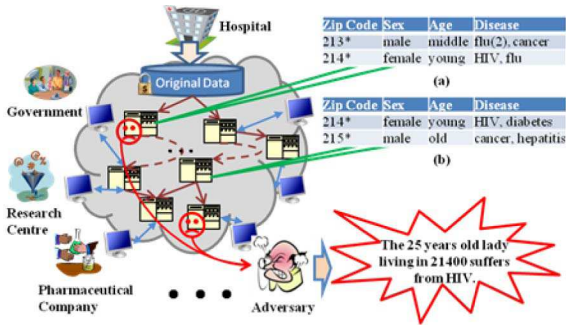 Hospital
Original Data
Government
Research
Centre
Pharmaceutical
Company
Adversary
Zip Code Sex Age Disease
213* male middle flu(2), cancer
214* female young HIV, flu
(a)
Zip Code Sex Age Disease
214* female young HIV, diabetes
215* male old cancer, hepatitis
(b)
The 25 years old lady
living in 21400 suffers
from HIV.